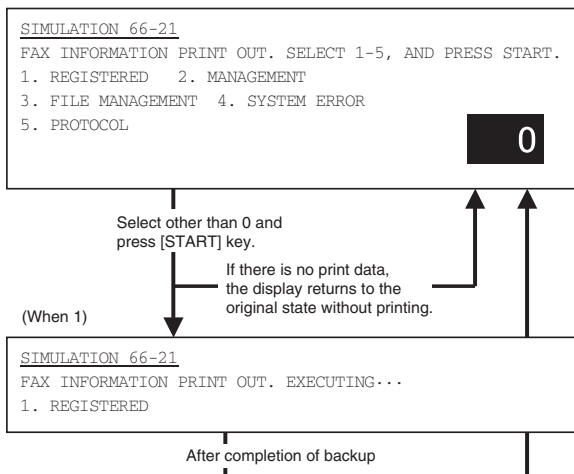 SIMULATION 66-21
FAX INFORMATION PRINT OUT. SELECT 1-5, AND PRESS START.
1. REGISTERED 2. MANAGEMENT
3. FILE MANAGEMENT 4. SYSTEM ERROR
5. PROTOCOL
0
Select other than 0 and
press [START] key.
If there is no print data,
the display returns to the
original state without printing.
(When 1)
SIMULATION 66-21
FAX INFORMATION PRINT OUT. EXECUTING···
1. REGISTERED
After completion of backup